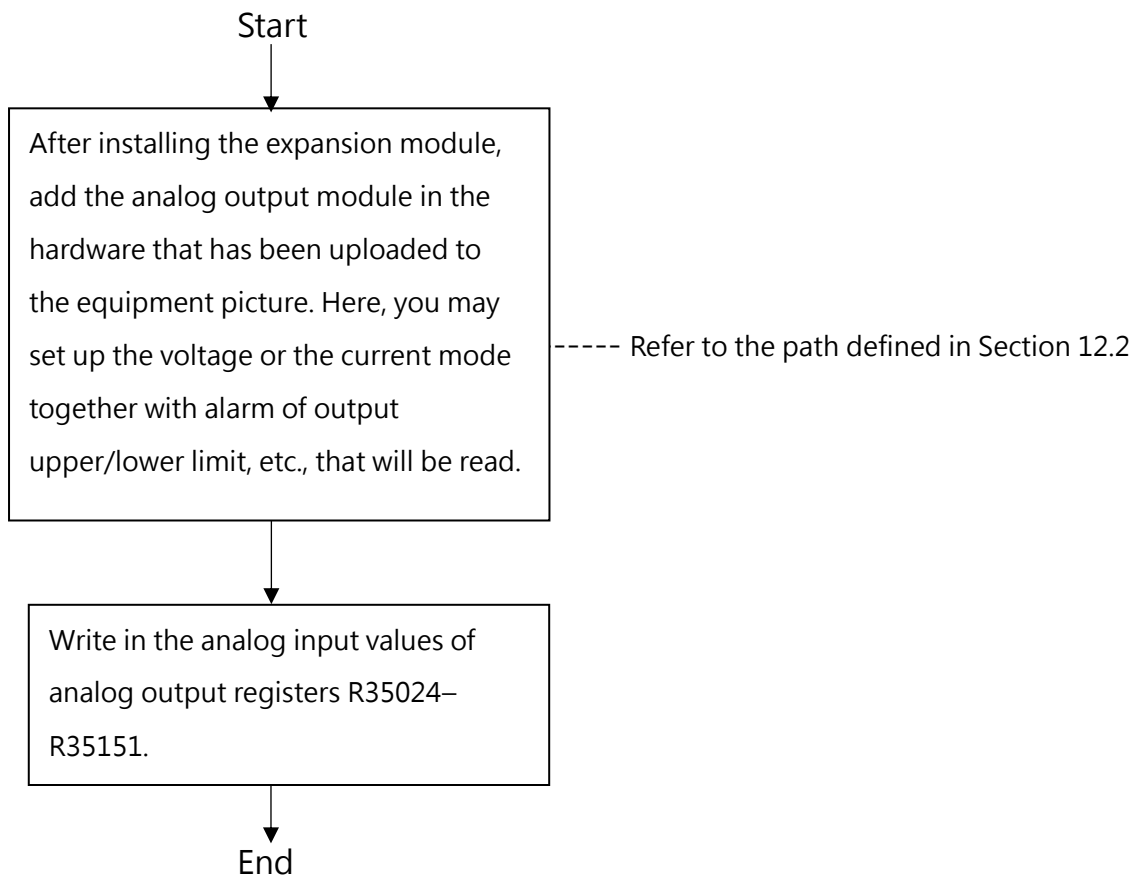 Start
After installing the expansion module,
add the analog output module in the
hardware that has been uploaded to
the equipment picture. Here, you may
set up the voltage or the current mode
together with alarm of output
upper/lower limit, etc., that will be read.
Refer to the path defined in Section 12.2
Write in the analog input values of
analog output registers R35024–
R35151.
End